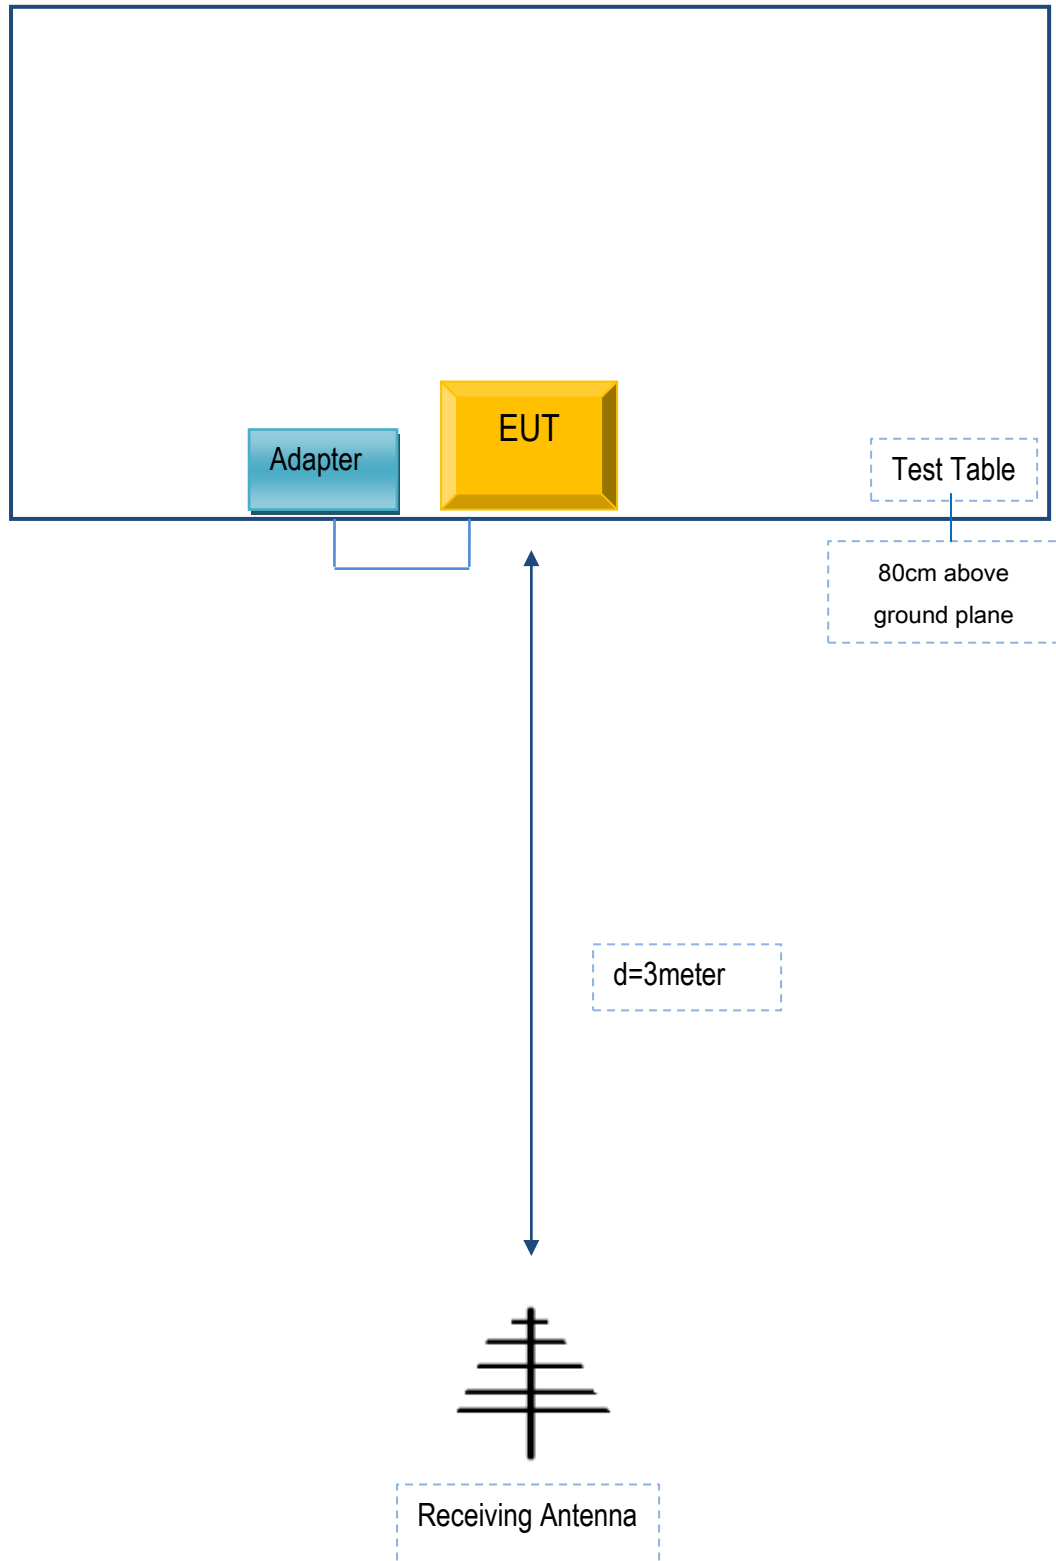 EUT
Adapter
Test Table
80cm above
ground plane
d=3meter
Receiving Antenna